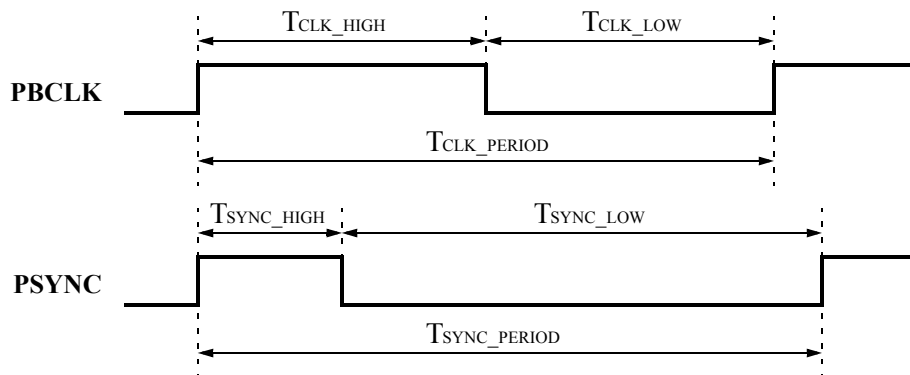 TCLK_HIGH TCLK_LOW
PBCLK
TCLK_PERIOD
TSYNC_HIGH TSYNC_LOW
PSYNC
TSYNC_PERIOD